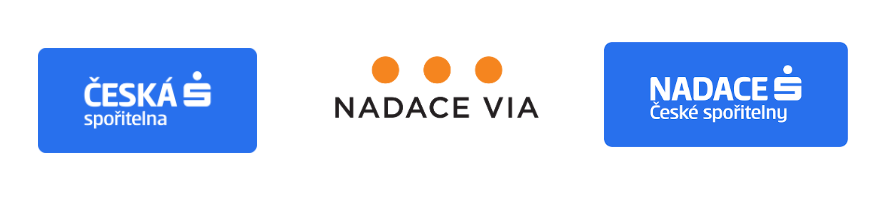 ČESKÁ
spořitelna
NADACE VIA
NADACE
České spořitelny